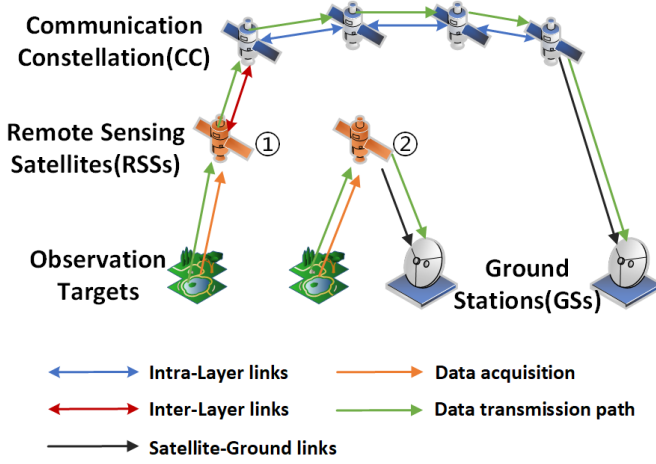 Communication
Constellation(CC)
Remote Sensing
Satellites(RSSs)
①
②
Observation
Targets
Ground
Stations(GSs)
Intra-Layer links
Data acquisition
Inter-Layer links
Data transmission path
Satellite-Ground links